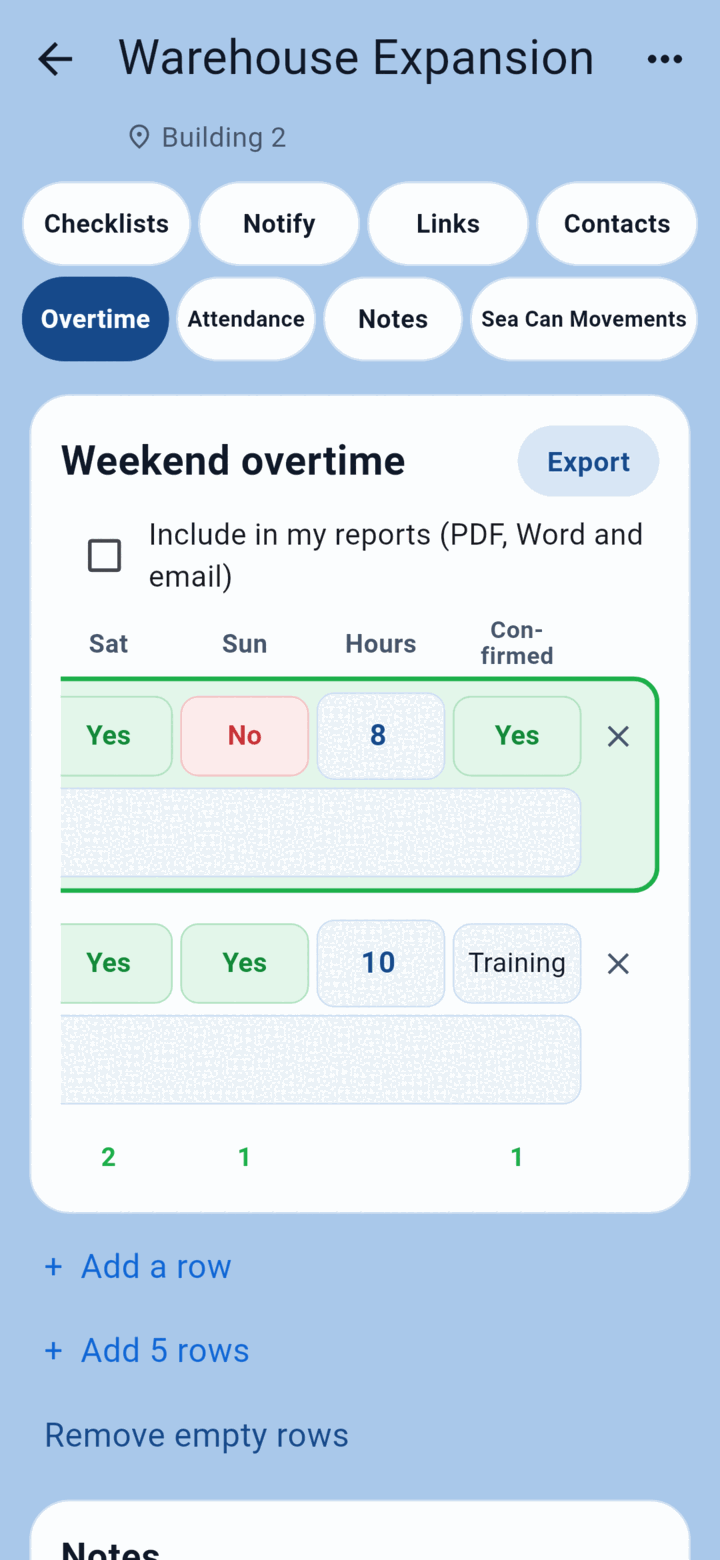 Warehouse Expansion
Building 2
Checklists Notify Links Contacts
Overtime Attendance Notes Sea Can Movements
Weekend overtime Export
Include in my reports (PDF, Word and
email)
Sat Sun Hours Con-
firmed
Yes No 8 Yes
Yes Yes 10 Training
2 1 1
+ Add a row
+ Add 5 rows
Remove empty rows
Notes